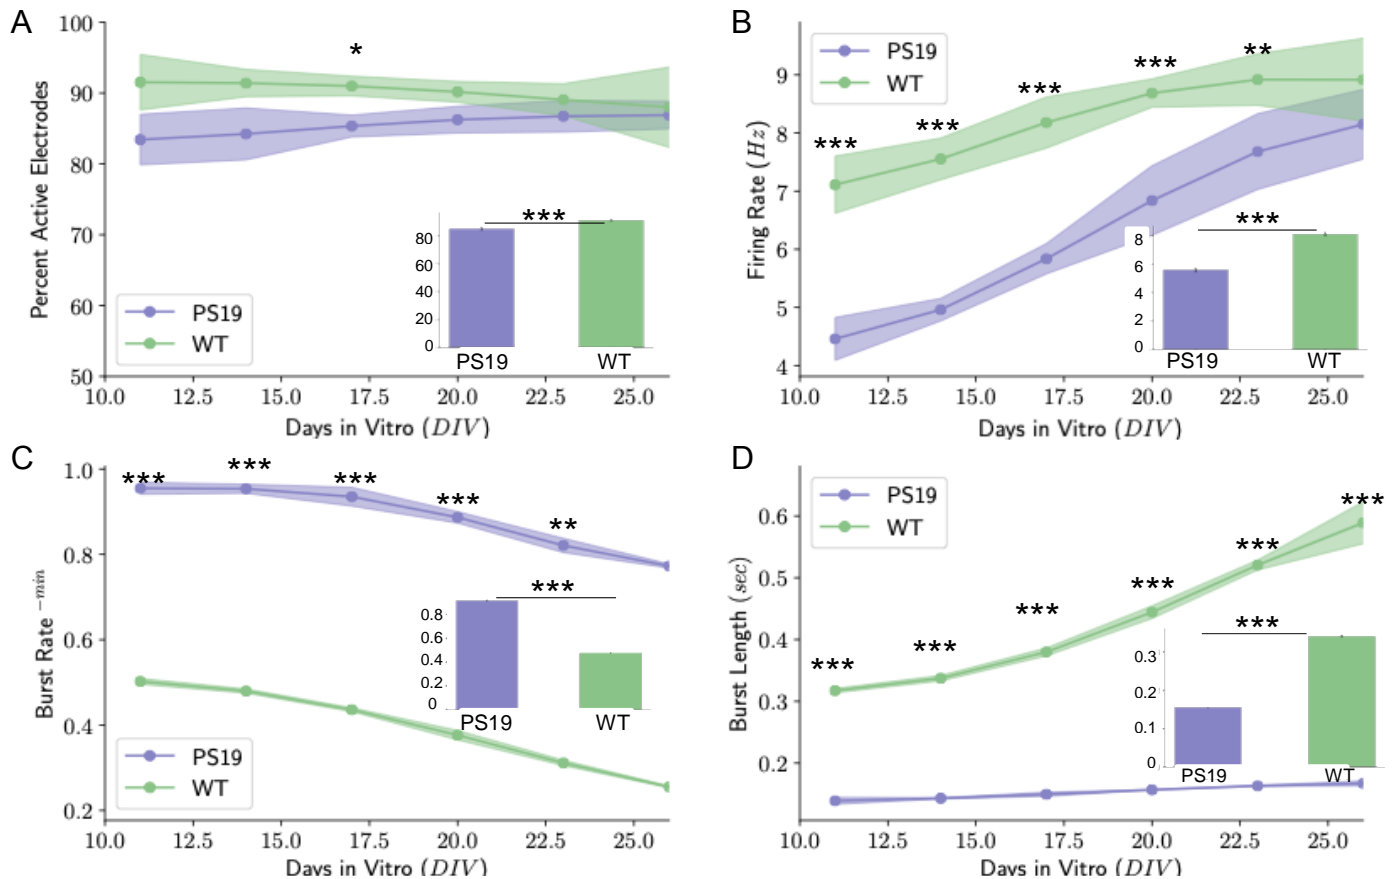 A
100
90
80
70
60
50
Percent Active Electrodes
*
PS19
WT
***
80
60
40
20
0
PS19 WT
10.0 12.5 15.0 17.5 20.0 22.5 25.0
Days in Vitro (DIV)
B
9
8
7
6
5
4
Firing Rate (Hz)
PS19
WT
*** *** *** *** **
***
8
6
4
2
0
PS19 WT
10.0 12.5 15.0 17.5 20.0 22.5 25.0
Days in Vitro (DIV)
C
1.0
0.8
0.6
0.4
0.2
Burst Rate -min
*** *** *** *** **
***
0.8
0.6
0.4
0.2
0
PS19 WT
PS19
WT
10.0 12.5 15.0 17.5 20.0 22.5 25.0
Days in Vitro (DIV)
D
0.6
0.5
0.4
0.3
0.2
Burst Length (sec)
PS19
WT
*** *** *** *** *** ***
***
0.3
0.2
0.1
0
PS19 WT
10.0 12.5 15.0 17.5 20.0 22.5 25.0
Days in Vitro (DIV)